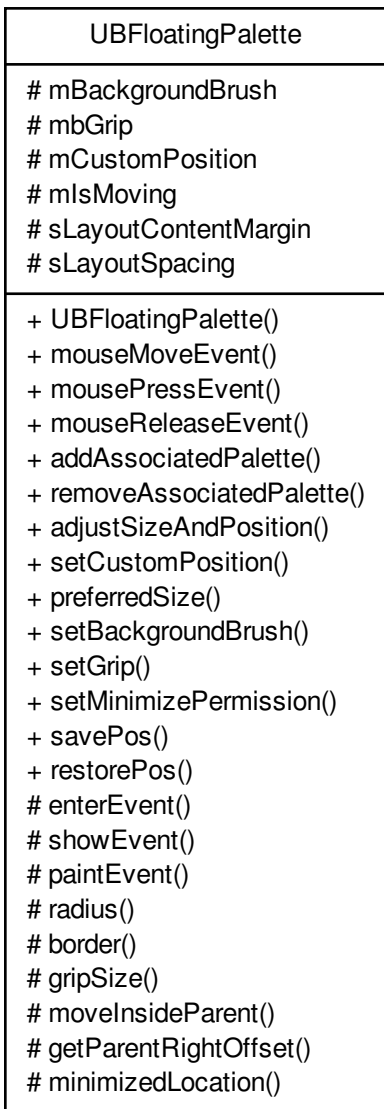 UBFloatingPalette
# mBackgroundBrush
# mbGrip
# mCustomPosition
# mIsMoving
# sLayoutContentMargin
# sLayoutSpacing
+ UBFloatingPalette()
+ mouseMoveEvent()
+ mousePressEvent()
+ mouseReleaseEvent()
+ addAssociatedPalette()
+ removeAssociatedPalette()
+ adjustSizeAndPosition()
+ setCustomPosition()
+ preferredSize()
+ setBackgroundBrush()
+ setGrip()
+ setMinimizePermission()
+ savePos()
+ restorePos()
# enterEvent()
# showEvent()
# paintEvent()
# radius()
# border()
# gripSize()
# moveInsideParent()
# getParentRightOffset()
# minimizedLocation()